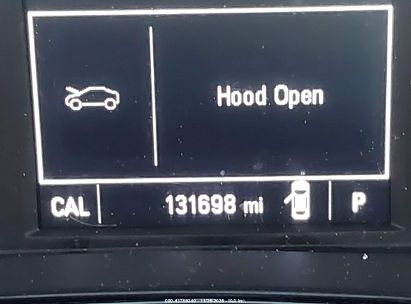 Hood Open
CAL 131698 mi P